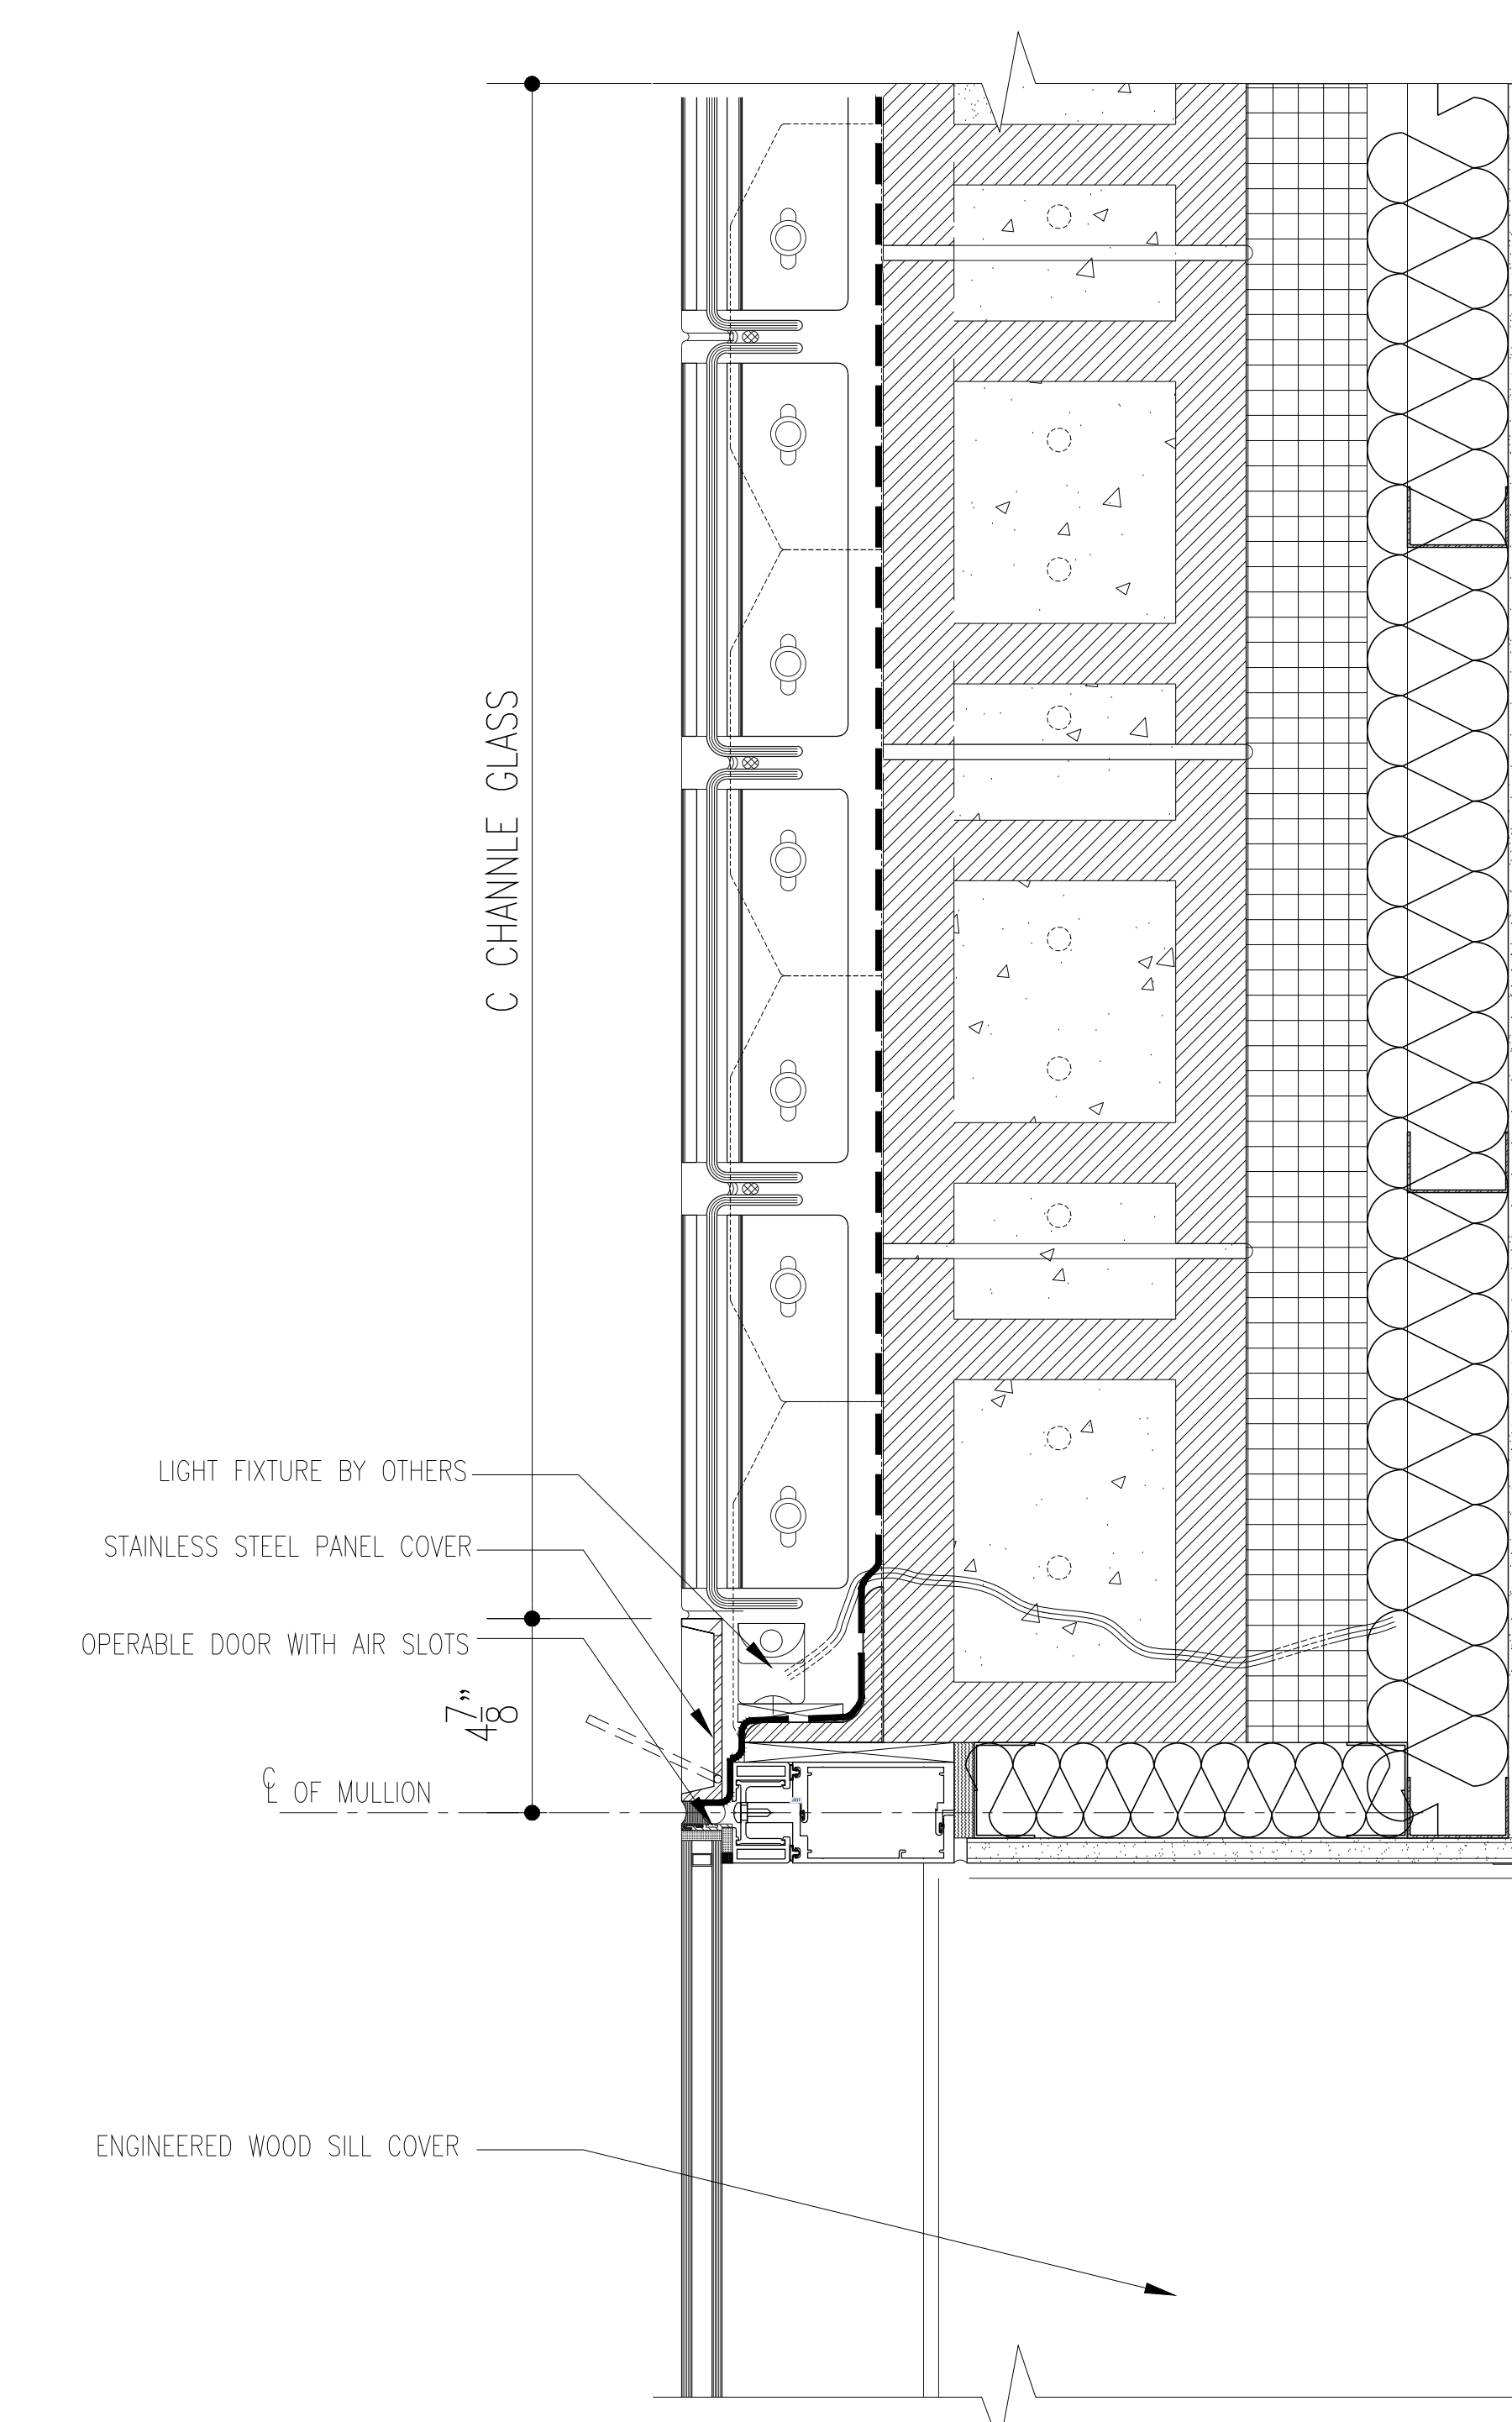 C CHANNLE GLASS
LIGHT FIXTURE BY OTHERS
STAINLESS STEEL PANEL COVER
OPERABLE DOOR WITH AIR SLOTS
4 7/8"
℄ OF MULLION
ENGINEERED WOOD SILL COVER